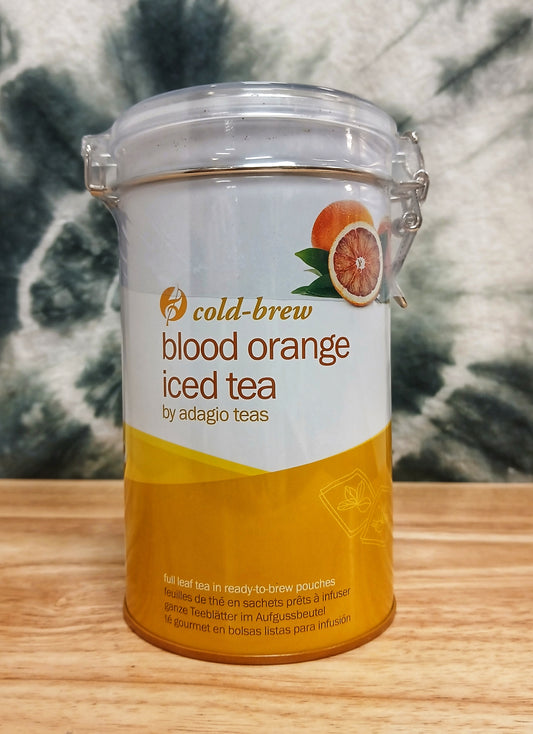 cold-brew
blood orange
iced tea
by adagio teas
full leaf tea in ready-to-brew pouches
feuilles de thé en sachets prêts à infuser
ganze Teeblätter im Aufgussbeutel
té gourmet en bolsas listas para infusión